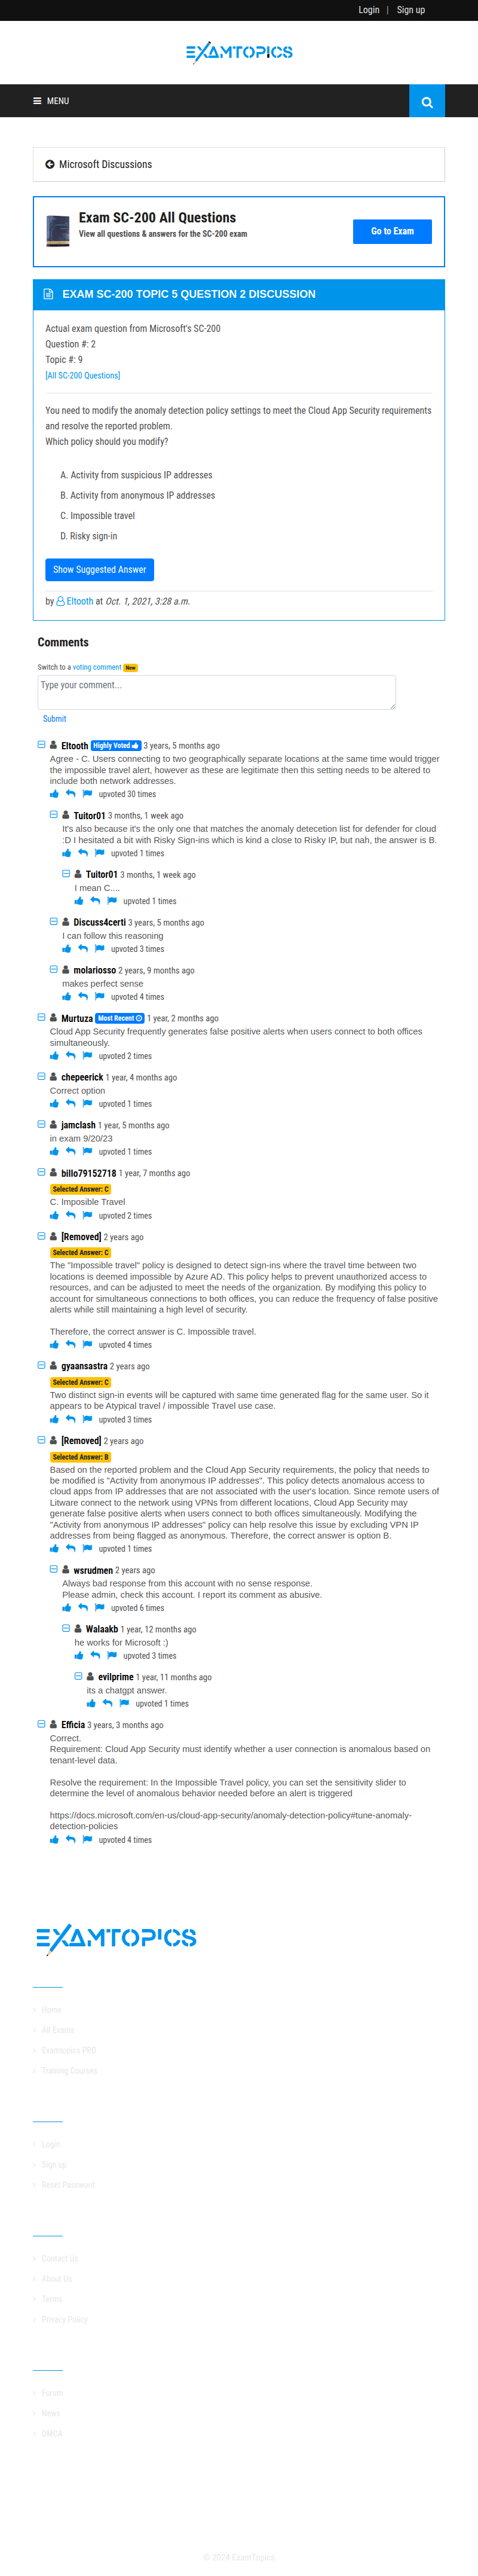 Login | Sign up
EXAMTOPICS
MENU
Microsoft Discussions
Exam SC-200 All Questions
View all questions & answers for the SC-200 exam
Go to Exam
EXAM SC-200 TOPIC 5 QUESTION 2 DISCUSSION
Actual exam question from Microsoft's SC-200
Question #: 2
Topic #: 9
[All SC-200 Questions]
You need to modify the anomaly detection policy settings to meet the Cloud App Security requirements
and resolve the reported problem.
Which policy should you modify?
A. Activity from suspicious IP addresses
B. Activity from anonymous IP addresses
C. Impossible travel
D. Risky sign-in
Show Suggested Answer
by Eltooth at Oct. 1, 2021, 3:28 a.m.
Comments
Switch to a voting comment New
Type your comment...
Submit
Eltooth Highly Voted 3 years, 5 months ago
Agree - C. Users connecting to two geographically separate locations at the same time would trigger
the impossible travel alert, however as these are legitimate then this setting needs to be altered to
include both network addresses.
upvoted 30 times
Tuitor01 3 months, 1 week ago
It's also because it's the only one that matches the anomaly detecetion list for defender for cloud
:D I hesitated a bit with Risky Sign-ins which is kind a close to Risky IP, but nah, the answer is B.
upvoted 1 times
Tuitor01 3 months, 1 week ago
I mean C....
upvoted 1 times
Discuss4certi 3 years, 5 months ago
I can follow this reasoning
upvoted 3 times
molariosso 2 years, 9 months ago
makes perfect sense
upvoted 4 times
Murtuza Most Recent 1 year, 2 months ago
Cloud App Security frequently generates false positive alerts when users connect to both offices
simultaneously.
upvoted 2 times
chepeerick 1 year, 4 months ago
Correct option
upvoted 1 times
jamclash 1 year, 5 months ago
in exam 9/20/23
upvoted 1 times
billo79152718 1 year, 7 months ago
Selected Answer: C
C. Imposible Travel
upvoted 2 times
[Removed] 2 years ago
Selected Answer: C
The "Impossible travel" policy is designed to detect sign-ins where the travel time between two
locations is deemed impossible by Azure AD. This policy helps to prevent unauthorized access to
resources, and can be adjusted to meet the needs of the organization. By modifying this policy to
account for simultaneous connections to both offices, you can reduce the frequency of false positive
alerts while still maintaining a high level of security.
Therefore, the correct answer is C. Impossible travel.
upvoted 4 times
gyaansastra 2 years ago
Selected Answer: C
Two distinct sign-in events will be captured with same time generated flag for the same user. So it
appears to be Atypical travel / impossible Travel use case.
upvoted 3 times
[Removed] 2 years ago
Selected Answer: B
Based on the reported problem and the Cloud App Security requirements, the policy that needs to
be modified is "Activity from anonymous IP addresses". This policy detects anomalous access to
cloud apps from IP addresses that are not associated with the user's location. Since remote users of
Litware connect to the network using VPNs from different locations, Cloud App Security may
generate false positive alerts when users connect to both offices simultaneously. Modifying the
"Activity from anonymous IP addresses" policy can help resolve this issue by excluding VPN IP
addresses from being flagged as anonymous. Therefore, the correct answer is option B.
upvoted 1 times
wsrudmen 2 years ago
Always bad response from this account with no sense response.
Please admin, check this account. I report its comment as abusive.
upvoted 6 times
Walaakb 1 year, 12 months ago
he works for Microsoft :)
upvoted 3 times
evilprime 1 year, 11 months ago
its a chatgpt answer.
upvoted 1 times
Efficia 3 years, 3 months ago
Correct.
Requirement: Cloud App Security must identify whether a user connection is anomalous based on
tenant-level data.
Resolve the requirement: In the Impossible Travel policy, you can set the sensitivity slider to
determine the level of anomalous behavior needed before an alert is triggered
https://docs.microsoft.com/en-us/cloud-app-security/anomaly-detection-policy#tune-anomaly-
detection-policies
upvoted 4 times
EXAMTOPICS
Home
All Exams
Examtopics PRO
Training Courses
Login
Sign up
Reset Password
Contact Us
About Us
Terms
Privacy Policy
Forum
News
DMCA
© 2024 ExamTopics